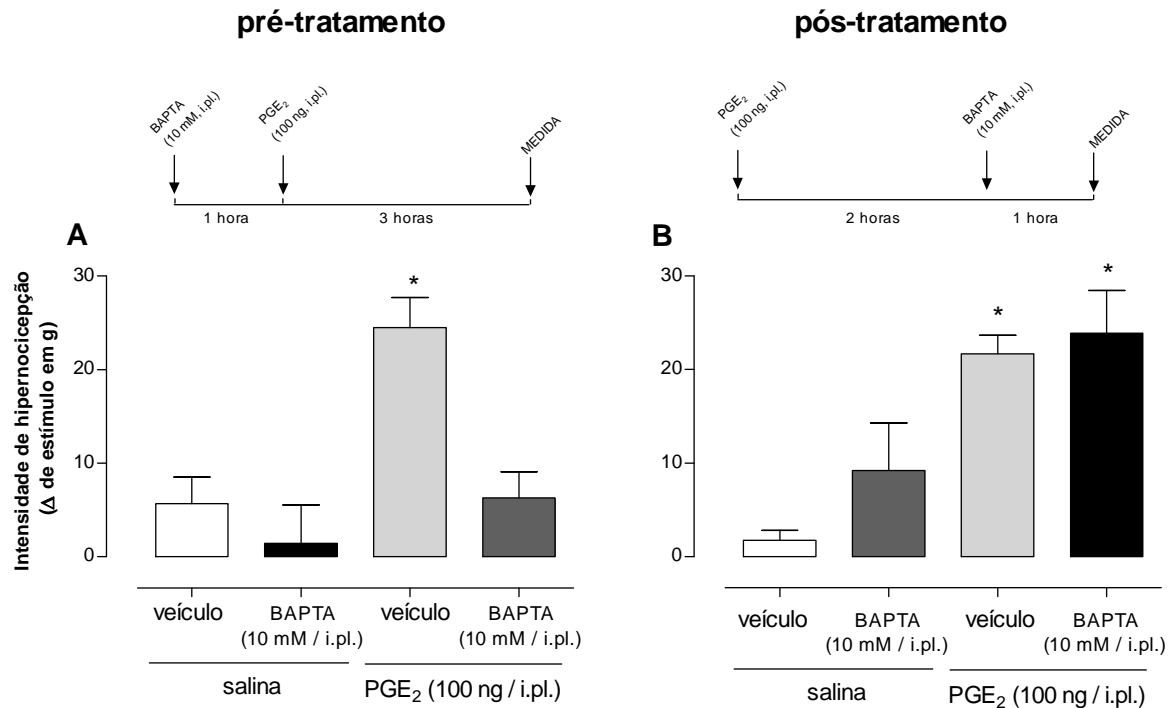 pré-tratamento
BAPTA
(10 mM, i.pl.)
PGE₂
(100 ng, i.pl.)
MEDIDA
1 hora
3 horas
A
Intensidade de hipernocicepção
(Δ de estímulo em g)
30
20
10
0
*
veículo
BAPTA
(10 mM / i.pl.)
veículo
BAPTA
(10 mM / i.pl.)
salina
PGE₂ (100 ng / i.pl.)
pós-tratamento
PGE₂
(100 ng, i.pl.)
BAPTA
(10 mM, i.pl.)
MEDIDA
2 horas
1 hora
B
30
20
10
0
*
*
veículo
BAPTA
(10 mM / i.pl.)
veículo
BAPTA
(10 mM / i.pl.)
salina
PGE₂ (100 ng / i.pl.)